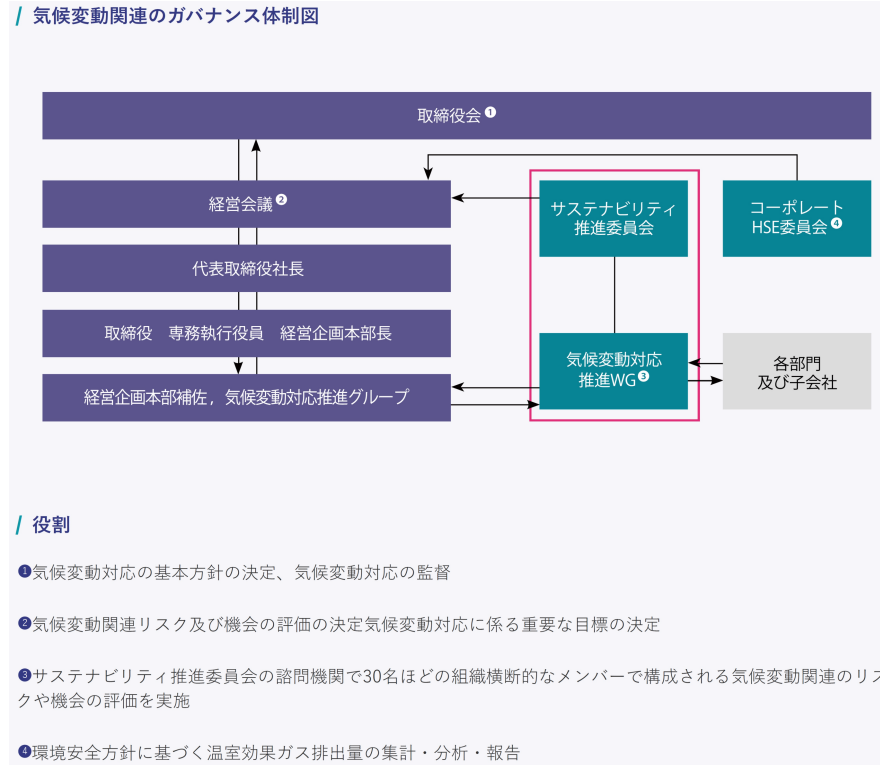 / 気候変動関連のガバナンス体制図
取締役会❶
経営会議❷
サステナビリティ
推進委員会
コーポレート
HSE委員会❹
代表取締役社長
取締役　専務執行役員　経営企画本部長
気候変動対応
推進WG❸
各部門
及び子会社
経営企画本部補佐，気候変動対応推進グループ
/ 役割
❶気候変動対応の基本方針の決定、気候変動対応の監督
❷気候変動関連リスク及び機会の評価の決定気候変動対応に係る重要な目標の決定
❸サステナビリティ推進委員会の諮問機関で30名ほどの組織横断的なメンバーで構成される気候変動関連のリス
クや機会の評価を実施
❹環境安全方針に基づく温室効果ガス排出量の集計・分析・報告